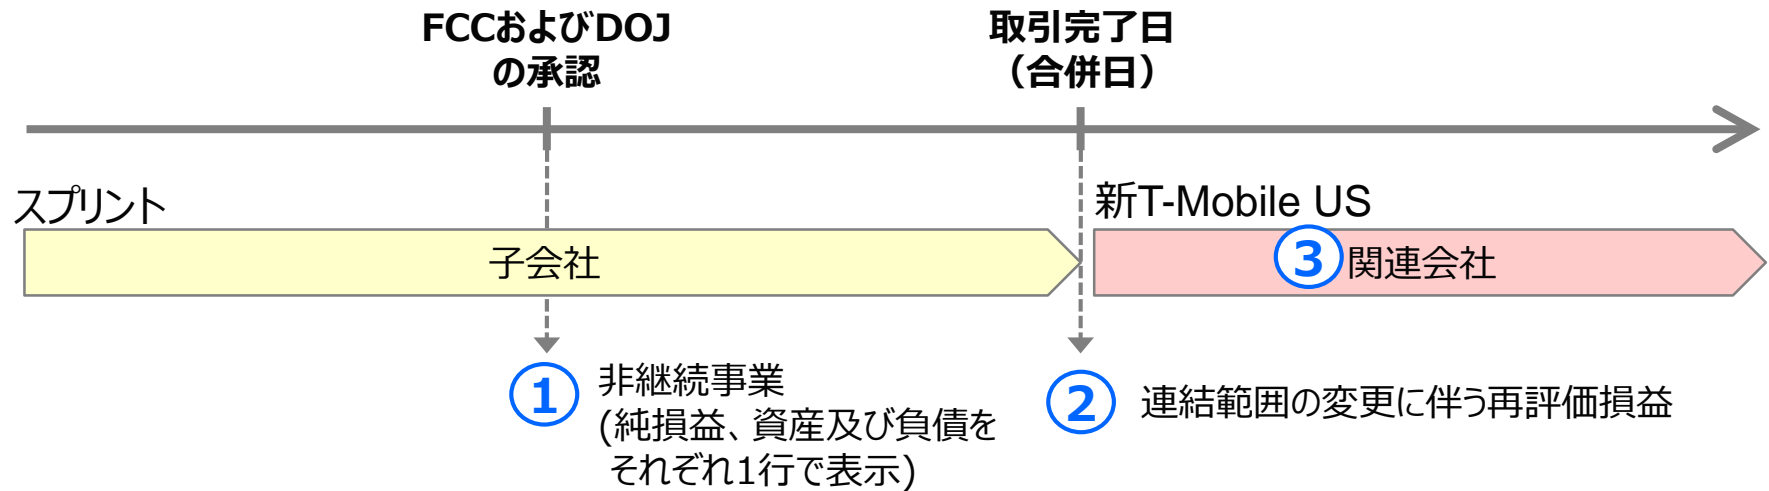 FCCおよびDOJ
の承認
取引完了日
（合併日）
スプリント
新T-Mobile US
子会社
③関連会社
① 非継続事業
(純損益、資産及び負債を
それぞれ1行で表示)
② 連結範囲の変更に伴う再評価損益